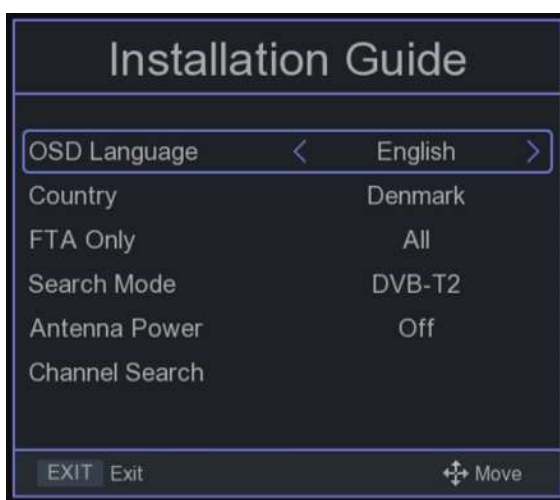 Installation Guide
OSD Language English
Country Denmark
FTA Only All
Search Mode DVB-T2
Antenna Power Off
Channel Search
EXIT Exit Move